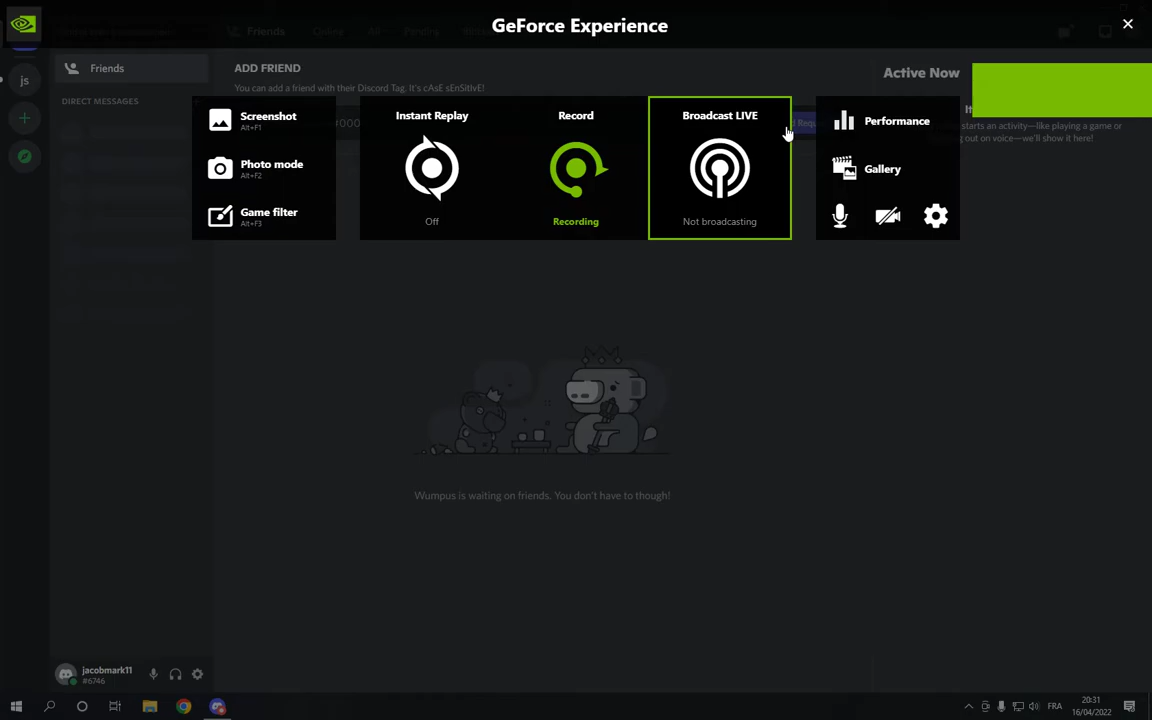 GeForce Experience
Friends
Friends
ADD FRIEND
You can add a friend with their Discord Tag. It's cAsE sEnSitIvE!
Active Now
DIRECT MESSAGES
js
Screenshot
Alt+F1
Photo mode
Alt+F2
Game filter
Alt+F3
#000
Instant Replay
Off
Record
Recording
Broadcast LIVE
Not broadcasting
Performance
Gallery
starts an activity—like playing a game or
out on voice—we'll show it here!
Wumpus is waiting on friends. You don't have to though!
jacobmark11
#6746
FRA
20:31
16/04/2022